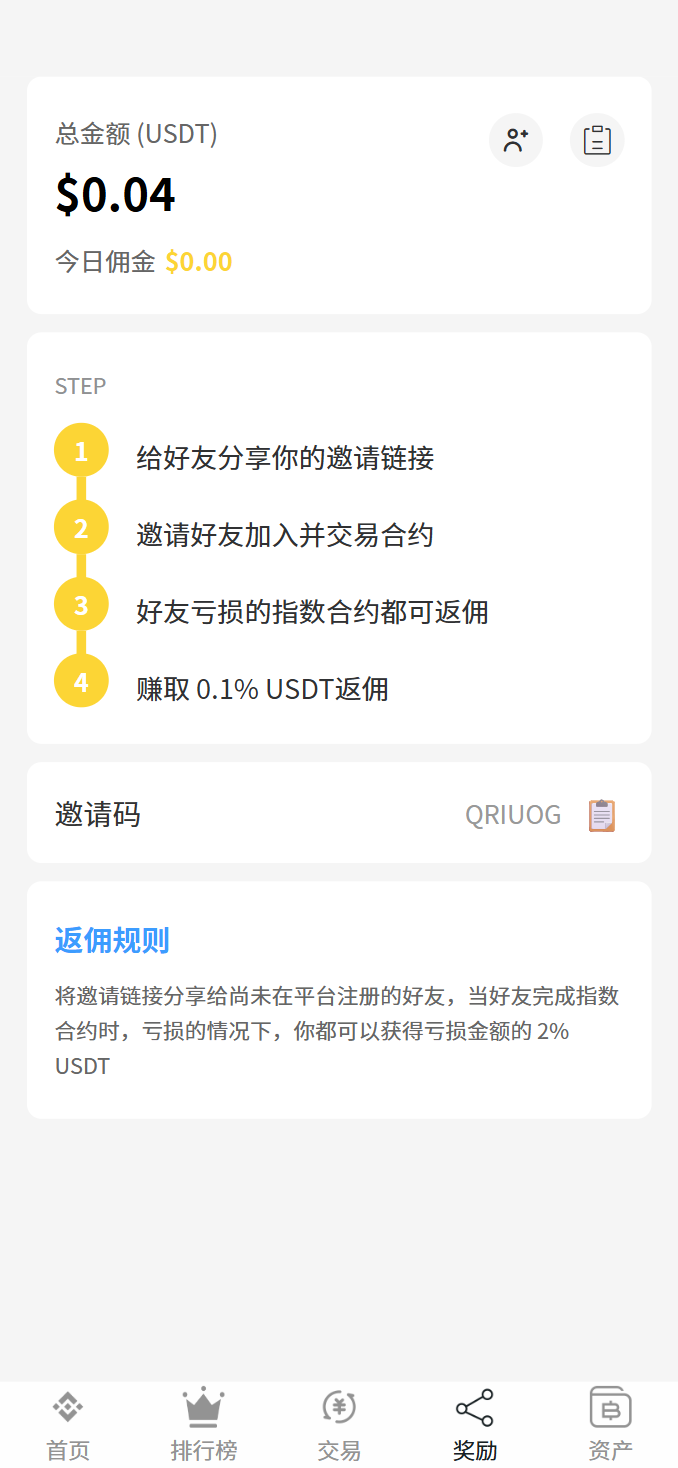 总金额 (USDT)
$0.04
今日佣金 $0.00
STEP
1 给好友分享你的邀请链接
2 邀请好友加入并交易合约
3 好友亏损的指数合约都可返佣
4 赚取 0.1% USDT返佣
邀请码 QRIUOG
返佣规则
将邀请链接分享给尚未在平台注册的好友，当好友完成指数
合约时，亏损的情况下，你都可以获得亏损金额的 2%
USDT
首页 排行榜 交易 奖励 资产